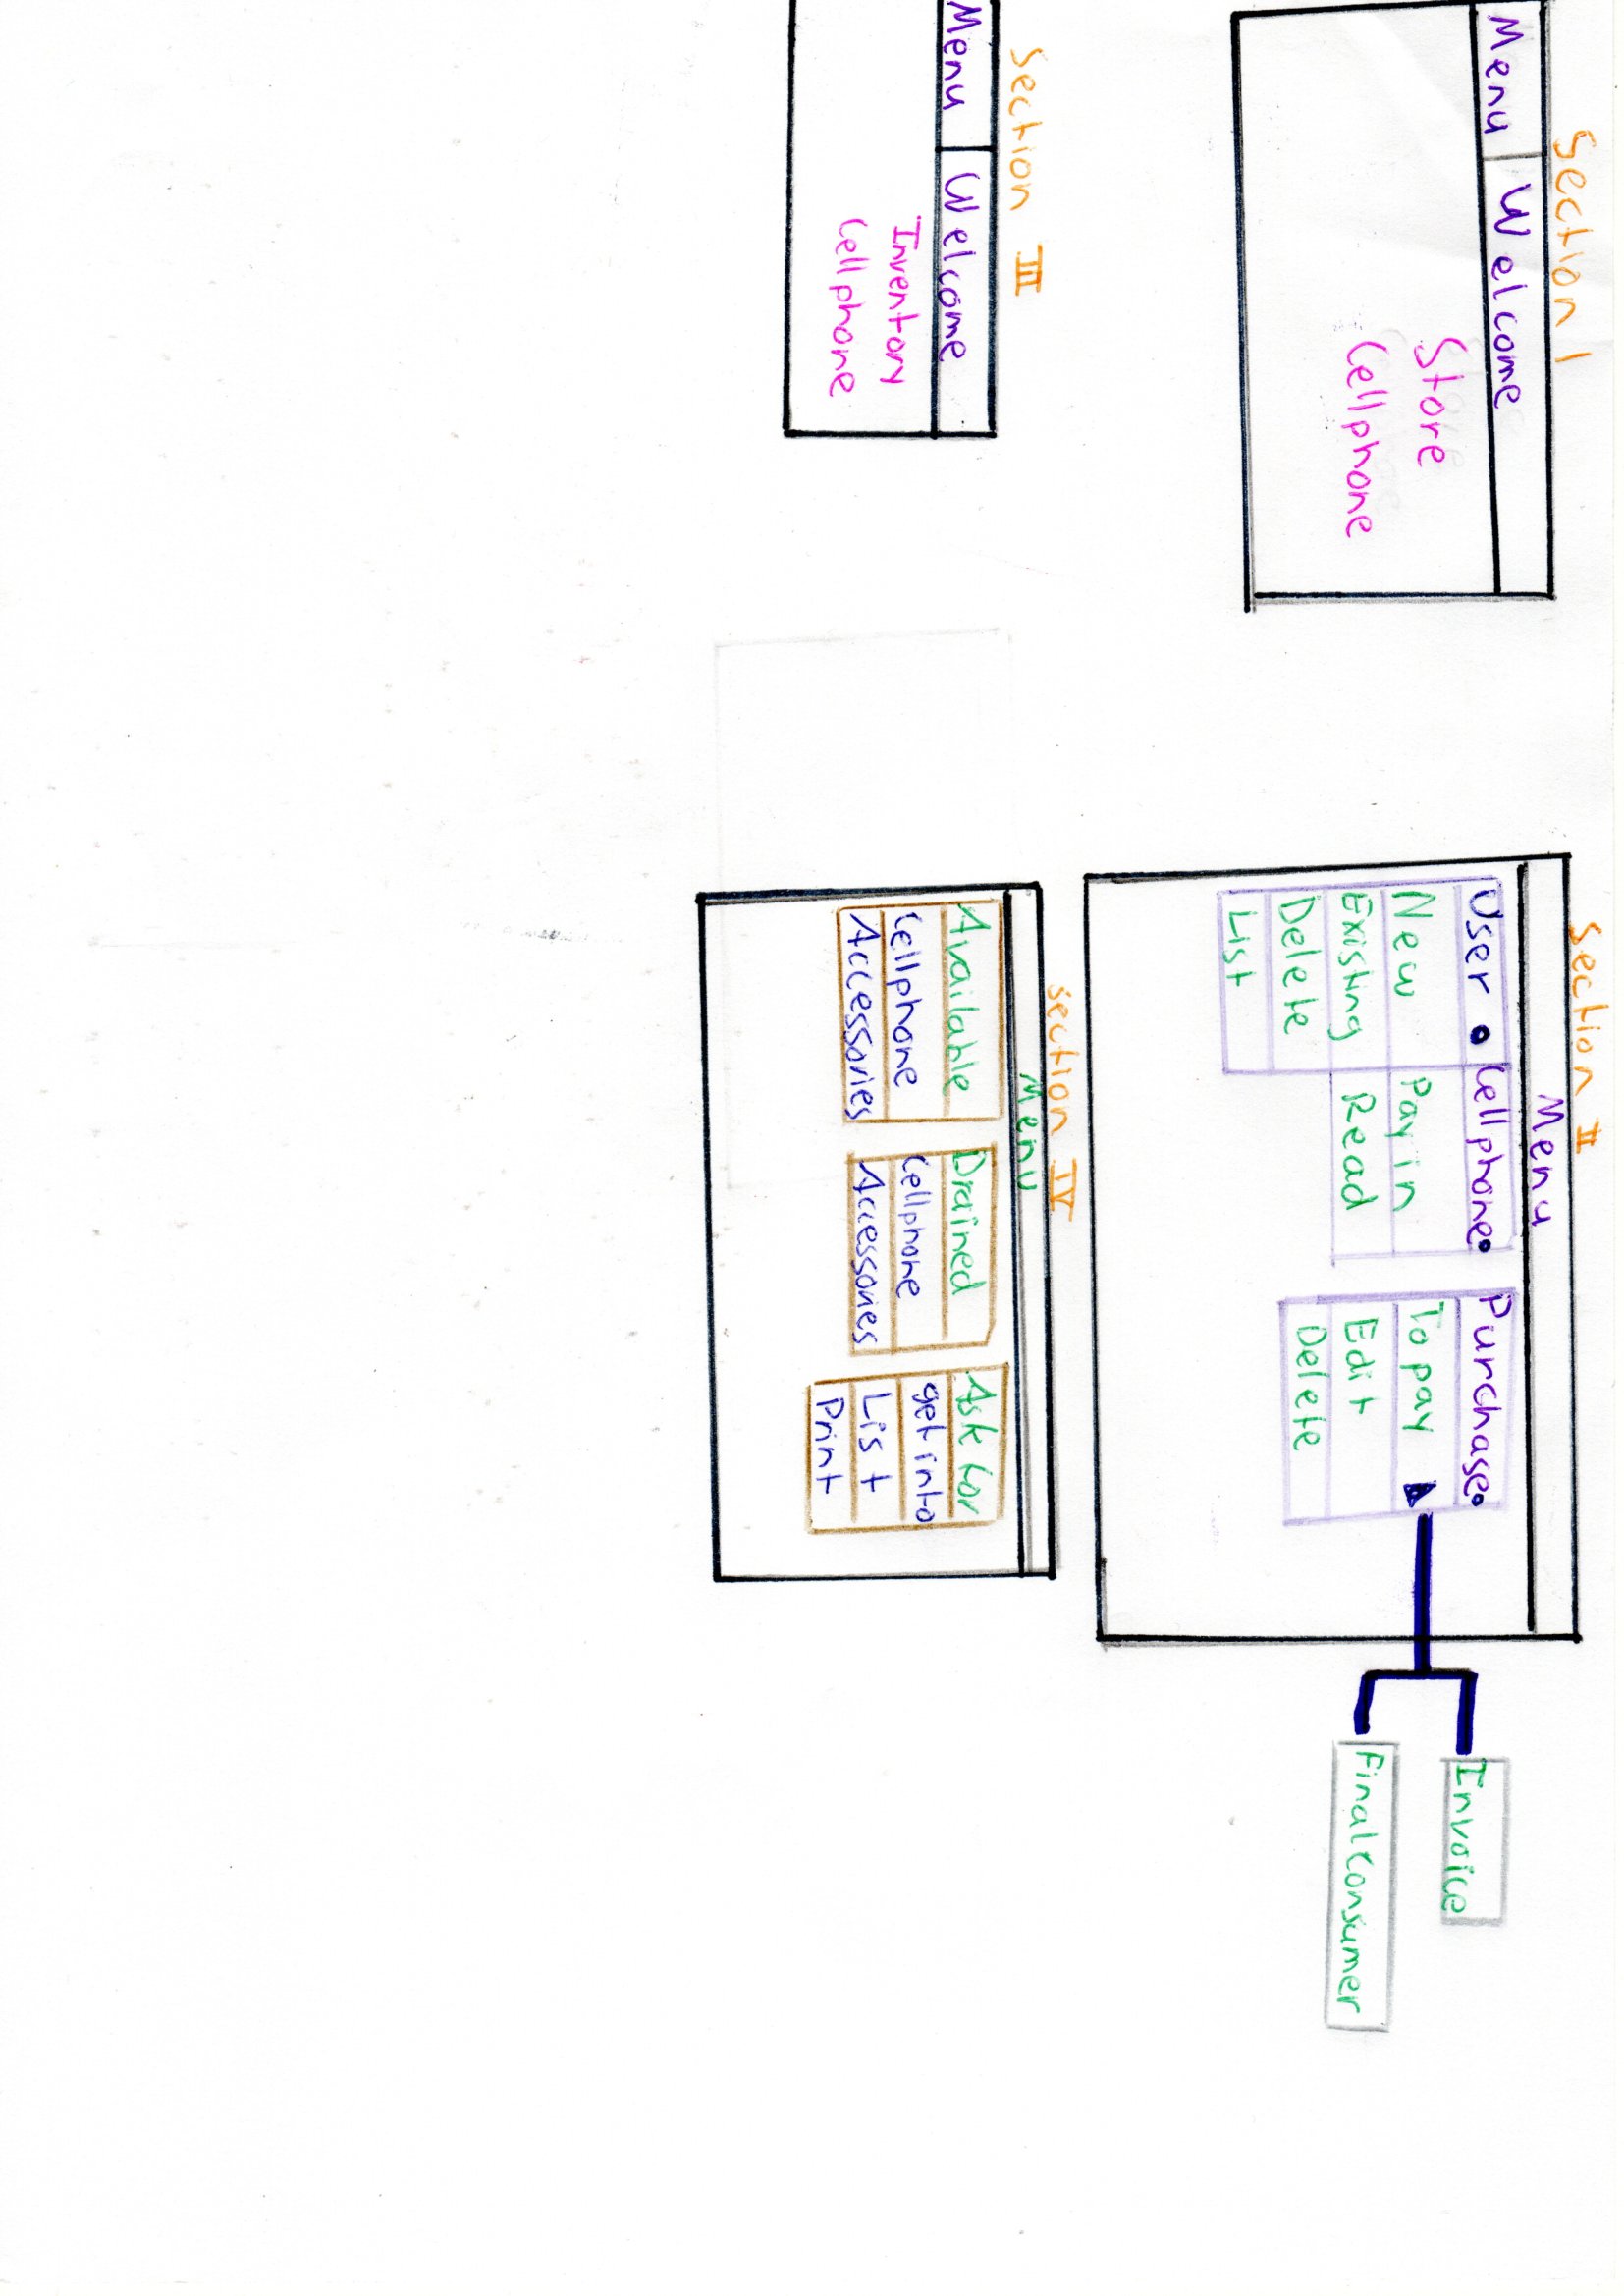 Section I
Menu Welcome
Store
Cellphone
Section II
Menu
User
New
Existing
Delete
List
Cellphone
Pay in
Read
Purchase
To pay
Edit
Delete
Invoice
Final Consumer
Section III
Menu Welcome
Inventory
Cellphone
section IV
Menu
Available
Cellphone
Accessories
Drained
Cellphone
Accessories
Ask for
get into
List
Print